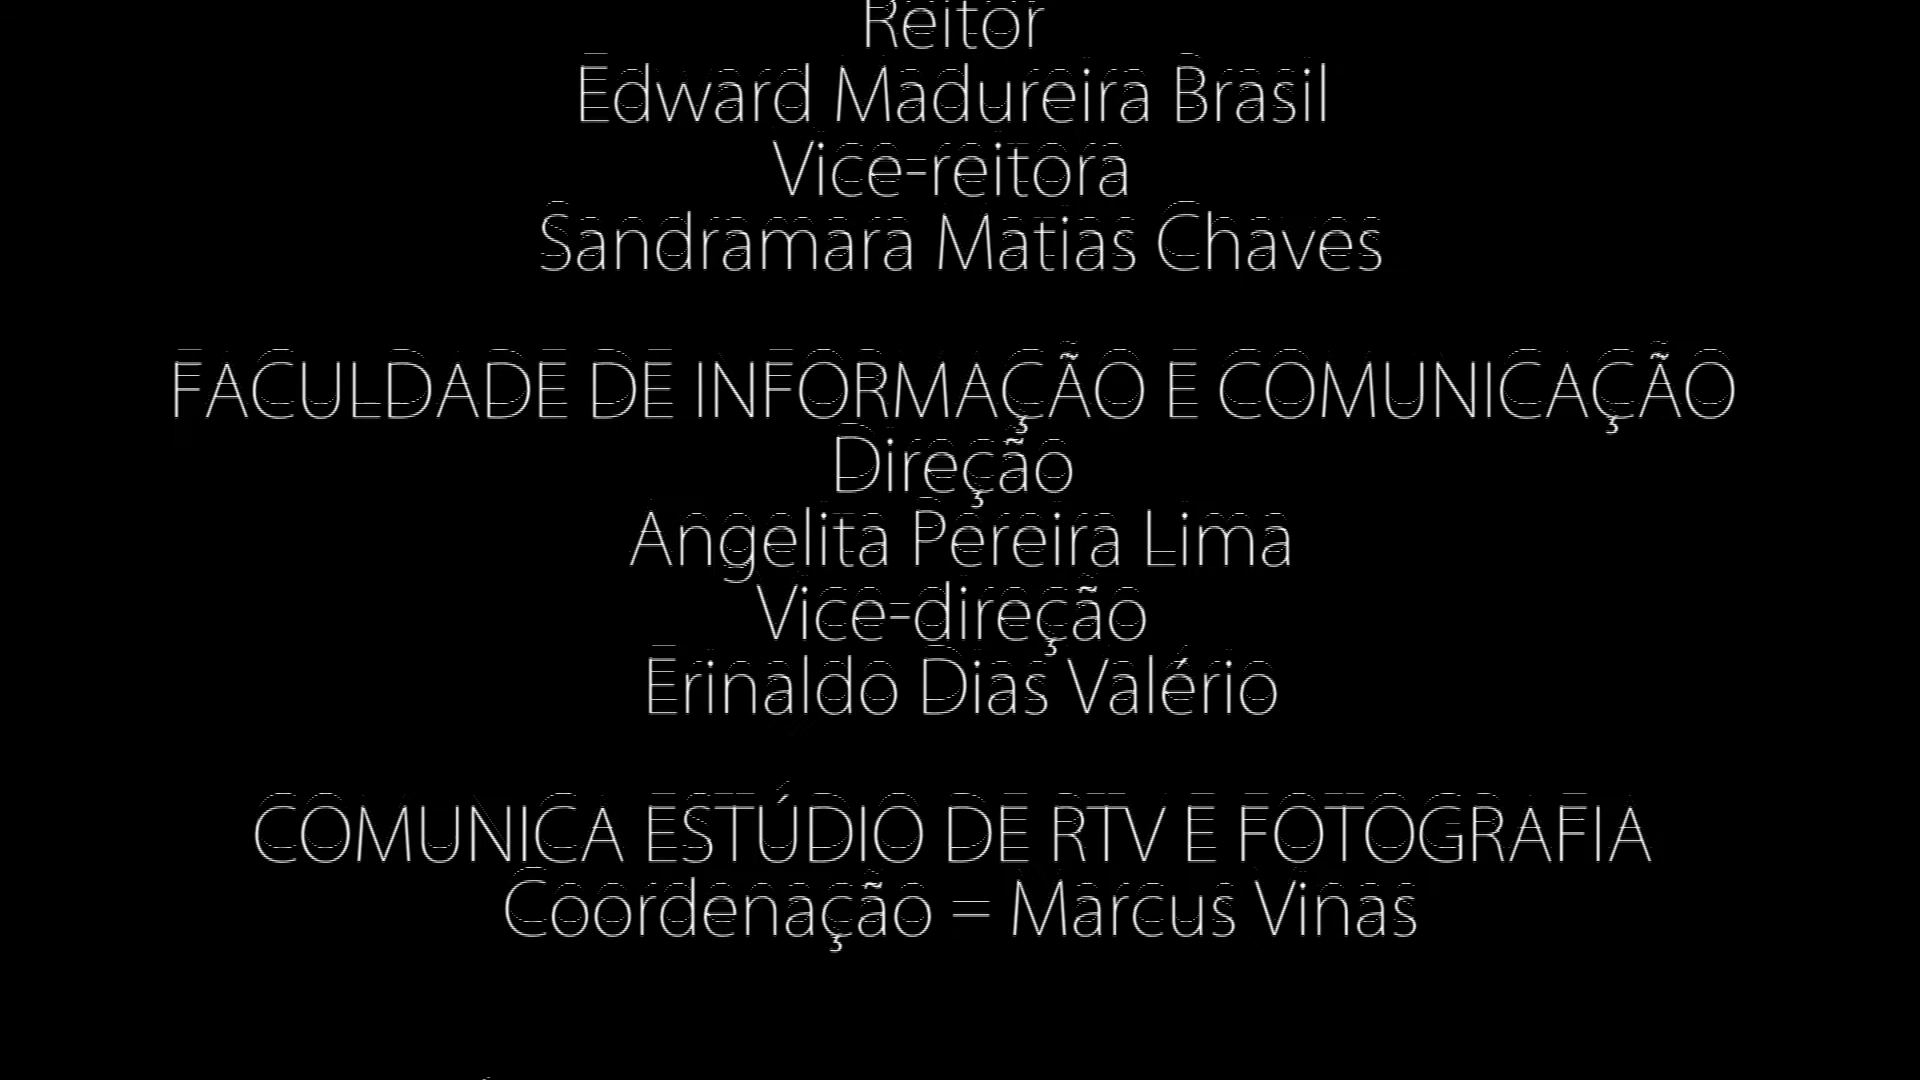 Reitor
Edward Madureira Brasil
Vice-reitora
Sandramara Matias Chaves
FACULDADE DE INFORMAÇÃO E COMUNICAÇÃO
Direção
Angelita Pereira Lima
Vice-direção
Erinaldo Dias Valério
COMUNICA ESTÚDIO DE RTV E FOTOGRAFIA
Coordenação - Marcus Vinas